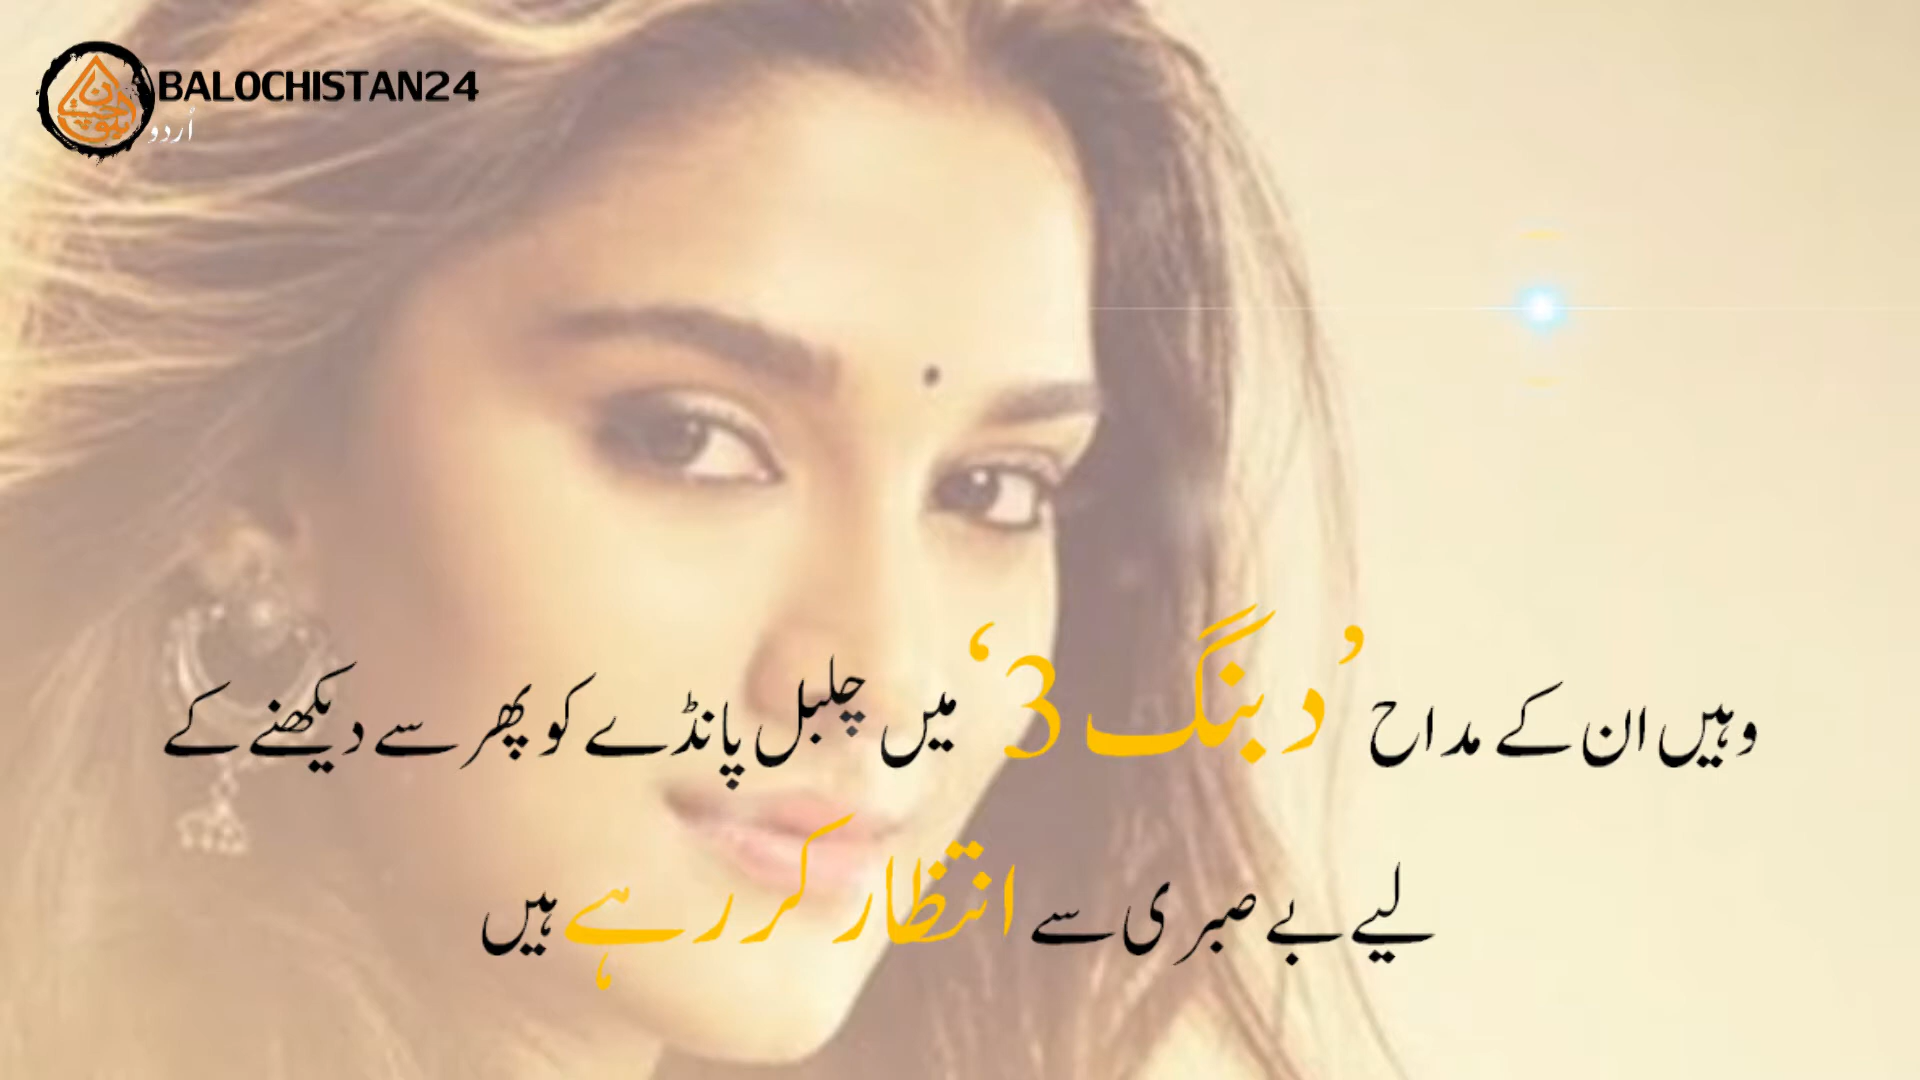 BALOCHISTAN24
اُردو
وہیں ان کے مداح ’دبنگ 3‘ میں چلبل پانڈے کو پھر سے دیکھنے کے
لیے بے صبری سے انتظار کر رہے ہیں